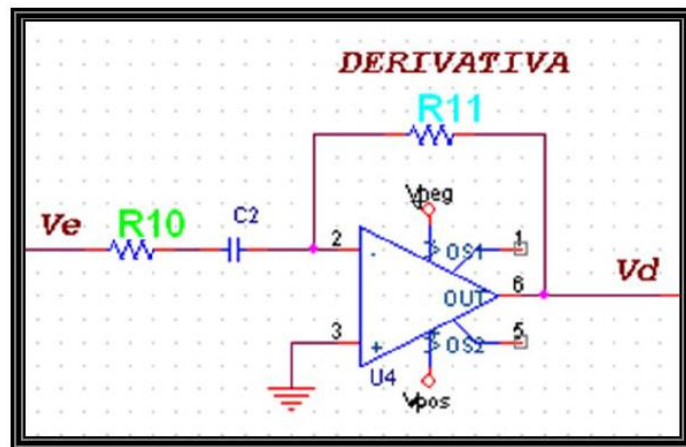 DERIVATIVA
R11
Vneg
Ve
R10
C2
2
-
OS1
1
OUT
6
Vd
3
+
OS2
5
U4
Vpos